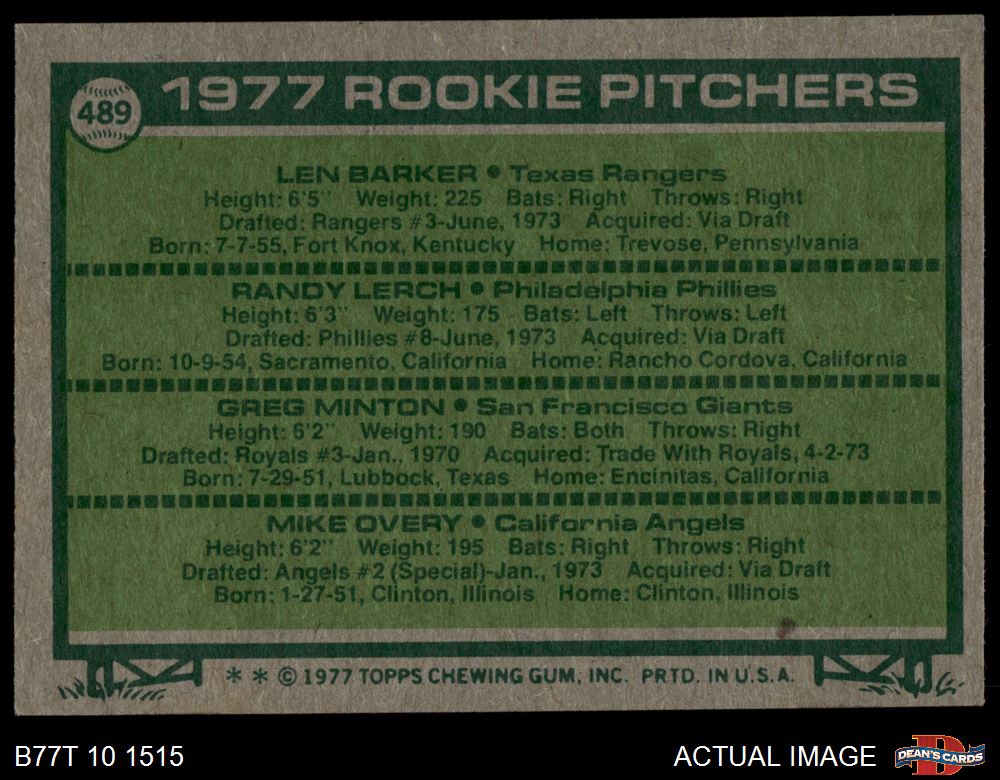 489
1977 ROOKIE PITCHERS
LEN BARKER • Texas Rangers
Height: 6'5" Weight: 225 Bats: Right Throws: Right
Drafted: Rangers #3-June, 1973 Acquired: Via Draft
Born: 7-7-55, Fort Knox, Kentucky Home: Trevose, Pennsylvania
RANDY LERCH • Philadelphia Phillies
Height: 6'3" Weight: 175 Bats: Left Throws: Left
Drafted: Phillies #8-June, 1973 Acquired: Via Draft
Born: 10-9-54, Sacramento, California Home: Rancho Cordova, California
GREG MINTON • San Francisco Giants
Height: 6'2" Weight: 190 Bats: Both Throws: Right
Drafted: Royals #3-Jan., 1970 Acquired: Trade With Royals, 4-2-73
Born: 7-29-51, Lubbock, Texas Home: Encinitas, California
MIKE OVERY • California Angels
Height: 6'2" Weight: 195 Bats: Right Throws: Right
Drafted: Angels #2 (Special)-Jan., 1973 Acquired: Via Draft
Born: 1-27-51, Clinton, Illinois Home: Clinton, Illinois
* * © 1977 TOPPS CHEWING GUM, INC. PRTD. IN U.S.A.
B77T 10 1515
ACTUAL IMAGE
D
DEAN'S CARDS